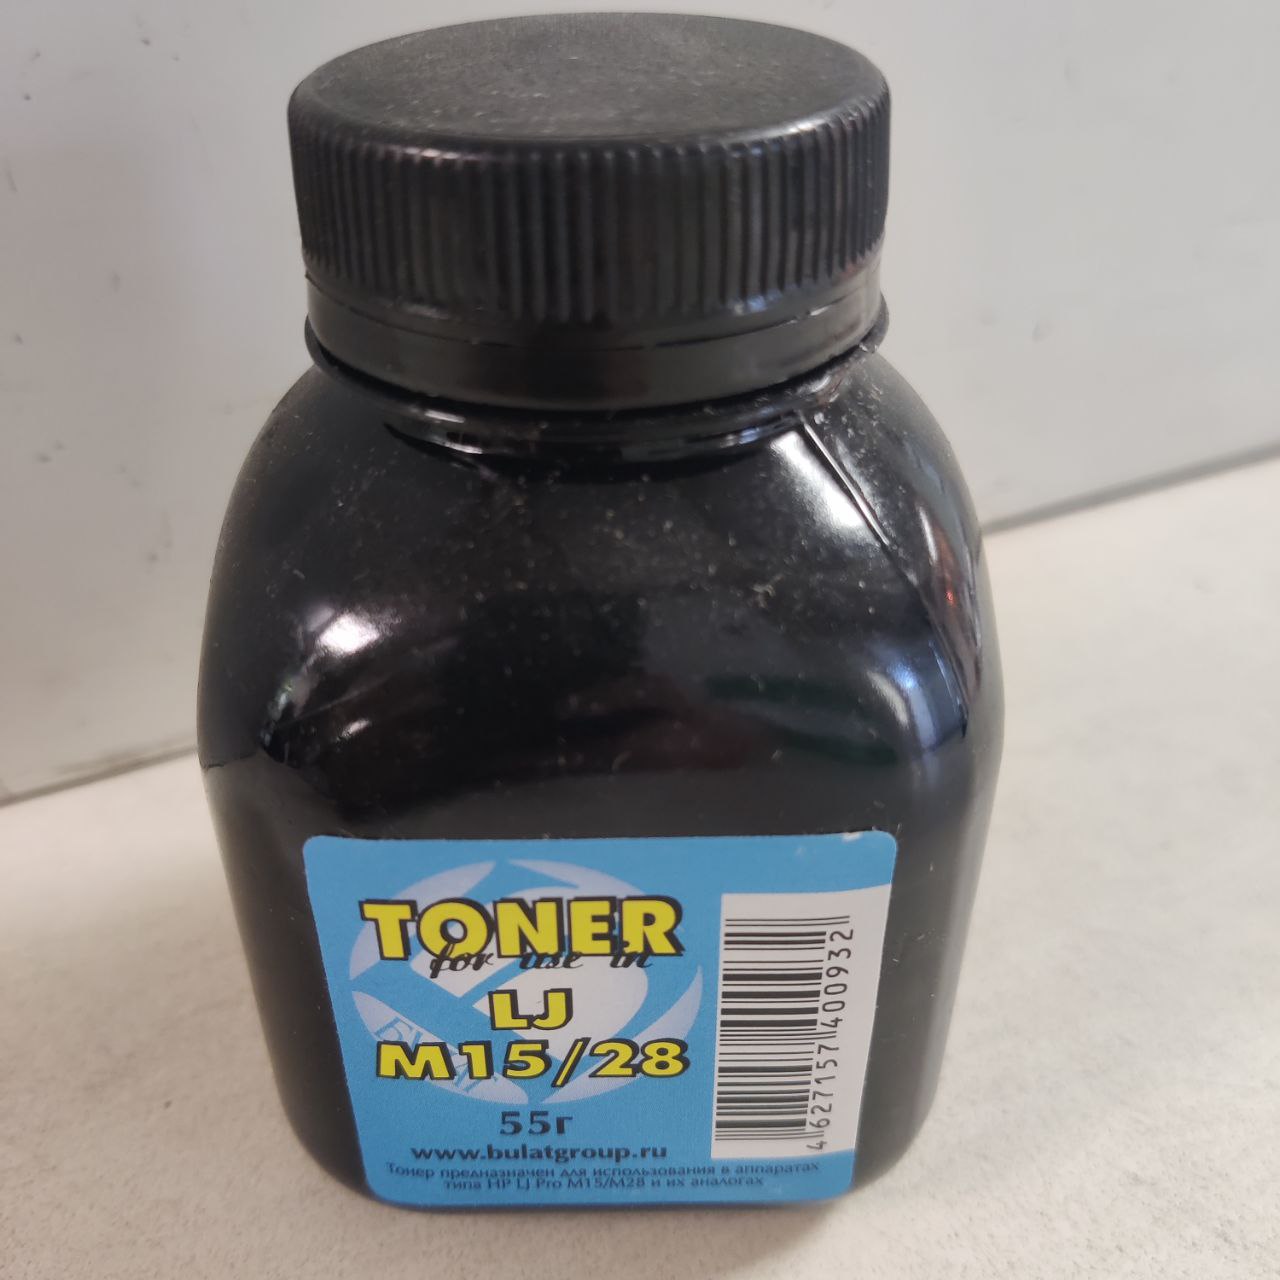 TONER
for use in
LJ
M15/28
55г
www.bulatgroup.ru
Тонер предназначен для использования в аппаратах
типа HP LJ Pro M15/M28 и их аналогах
4627157400932